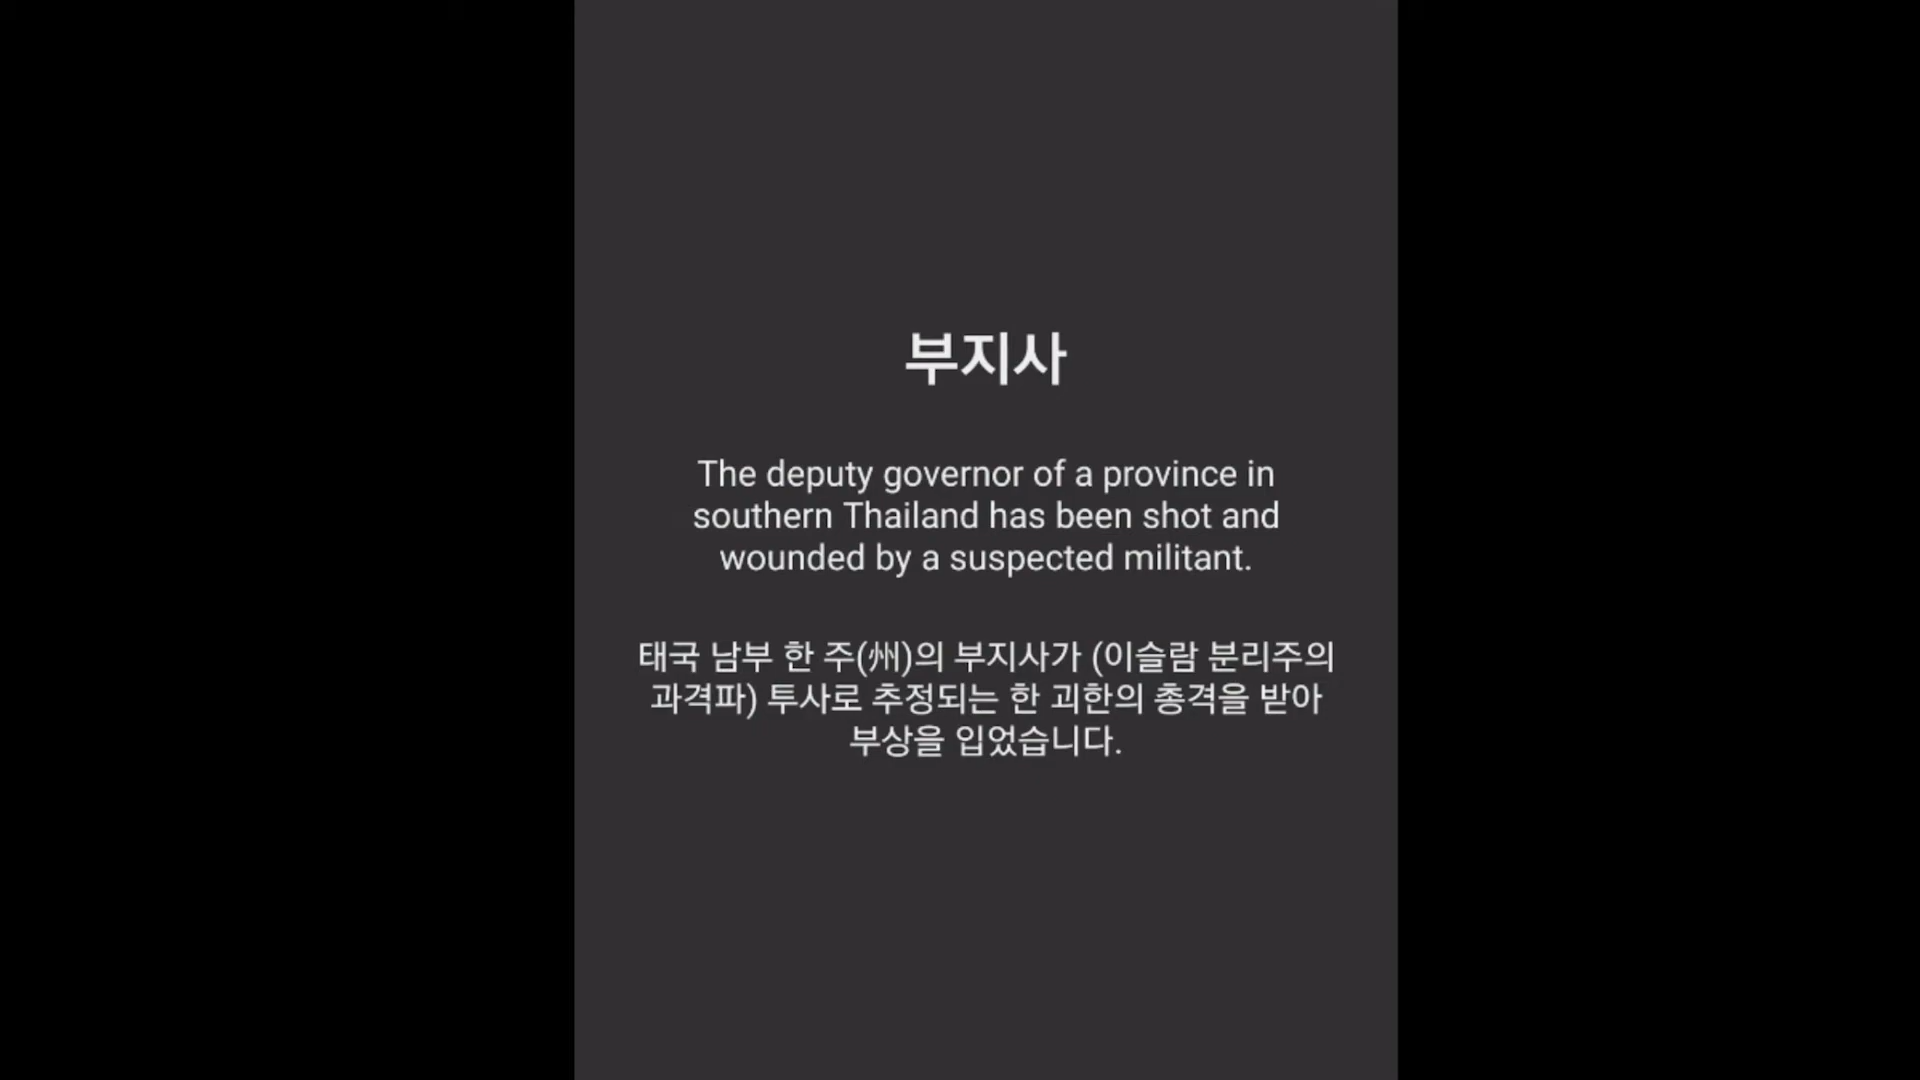 부지사
The deputy governor of a province in
southern Thailand has been shot and
wounded by a suspected militant.
태국 남부 한 주(州)의 부지사가 (이슬람 분리주의
과격파) 투사로 추정되는 한 괴한의 총격을 받아
부상을 입었습니다.